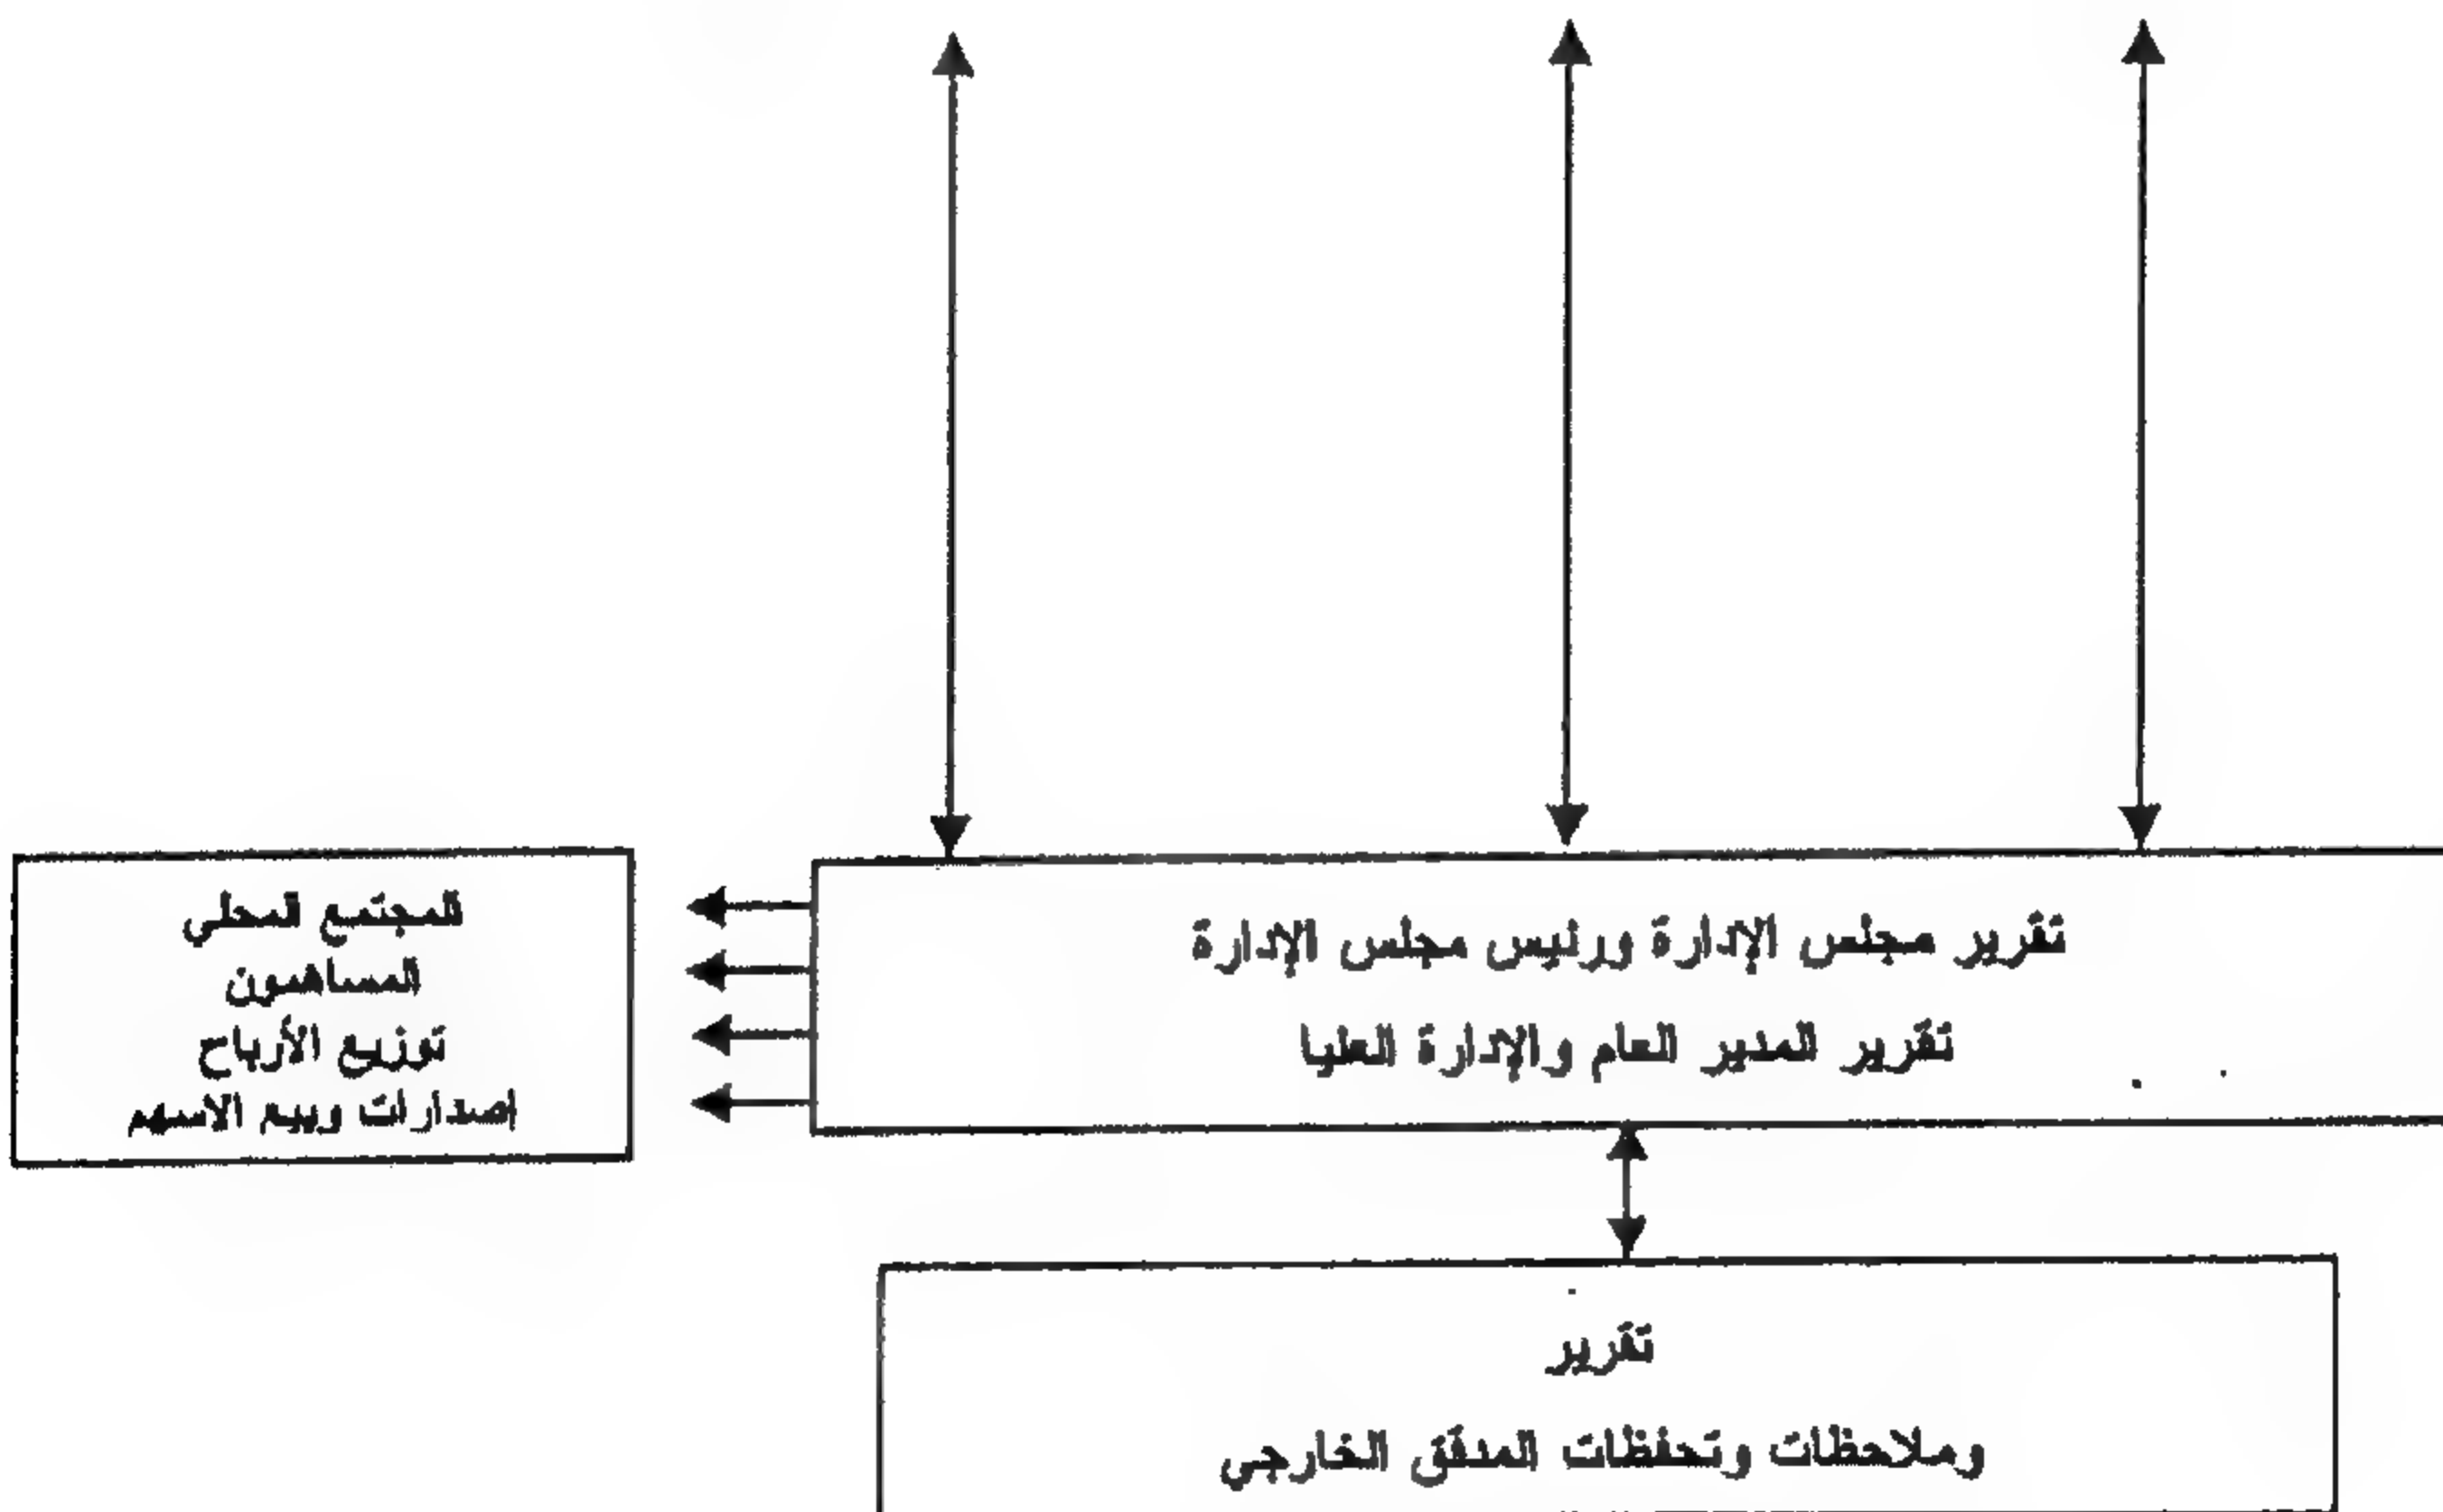 تقرير مجلس الإدارة ورئيس مجلس الإدارة
تقرير المدير العام والإدارة العليا
المجتمع المحلي
المساهمون
توزيع الأرباح
إصدارات وبيع الأسهم
تقرير
وملاحظات وتحفظات المدقق الخارجي